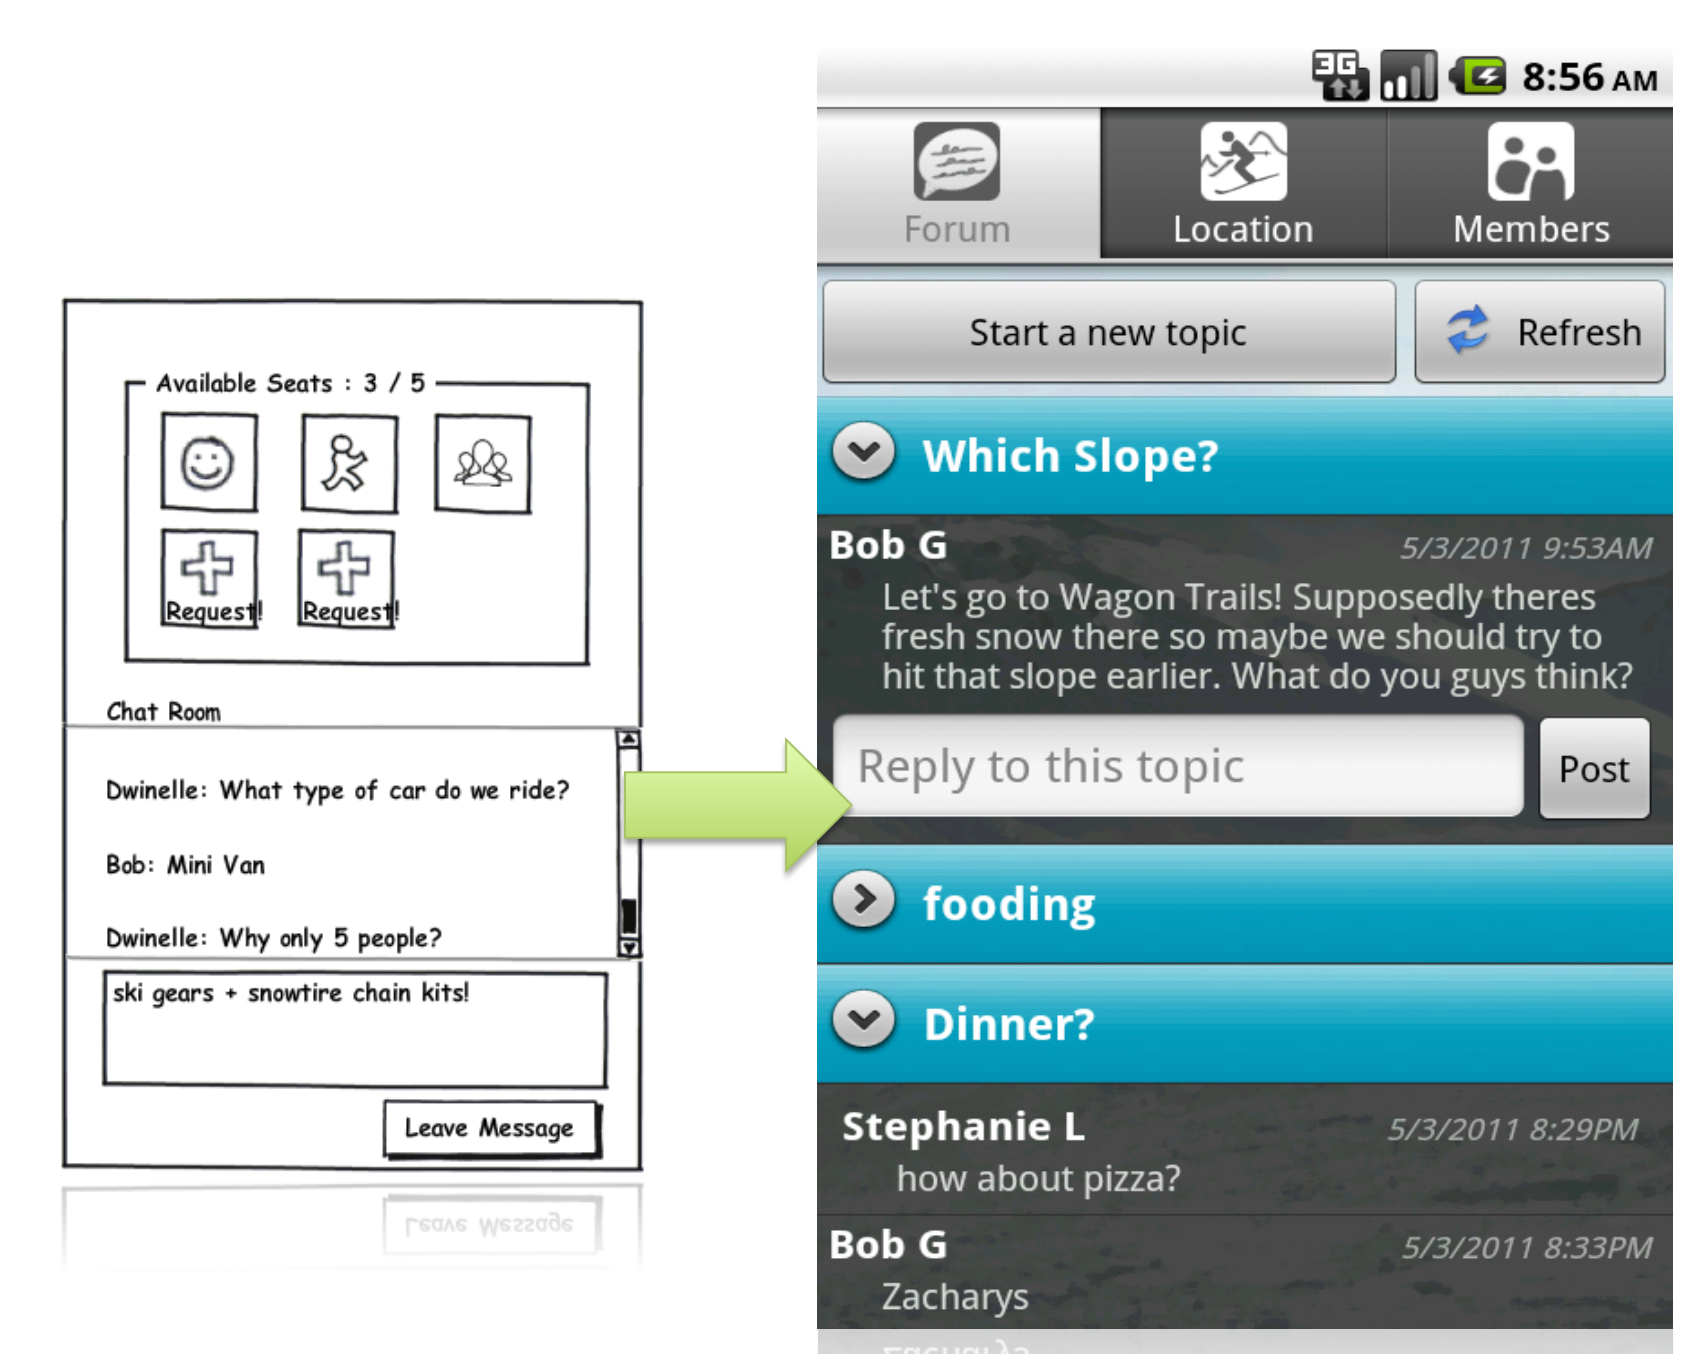 Available Seats : 3 / 5
Request!
Request!
Chat Room
Dwinelle: What type of car do we ride?
Bob: Mini Van
Dwinelle: Why only 5 people?
ski gears + snowtire chain kits!
Leave Message
Leave Message
3G 8:56 AM
Forum
Location
Members
Start a new topic
Refresh
Which Slope?
Bob G
5/3/2011 9:53AM
Let's go to Wagon Trails! Supposedly theres
fresh snow there so maybe we should try to
hit that slope earlier. What do you guys think?
Reply to this topic
Post
fooding
Dinner?
Stephanie L
5/3/2011 8:29PM
how about pizza?
Bob G
5/3/2011 8:33PM
Zacharys
Zacharys